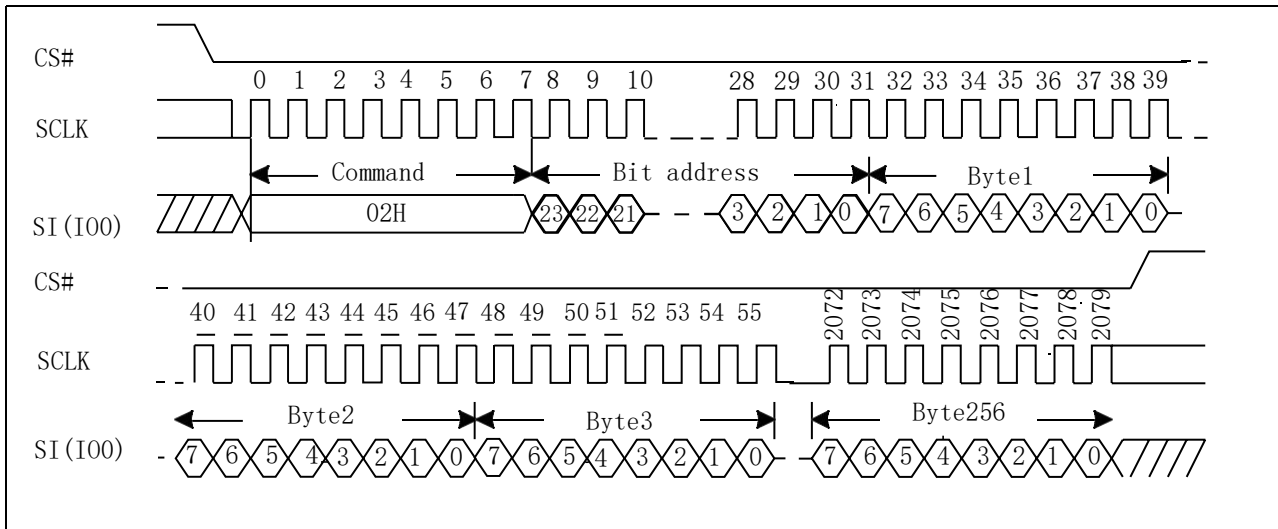 CS#
0 1 2 3 4 5 6 7 8 9 10 28 29 30 31 32 33 34 35 36 37 38 39
SCLK
Command Bit address Byte1
SI(IO0) 02H 23 22 21 3 2 1 0 7 6 5 4 3 2 1 0
CS#
40 41 42 43 44 45 46 47 48 49 50 51 52 53 54 55 2072 2073 2074 2075 2076 2077 2078 2079
SCLK
Byte2 Byte3 Byte256
SI(IO0) 7 6 5 4 3 2 1 0 7 6 5 4 3 2 1 0 7 6 5 4 3 2 1 0